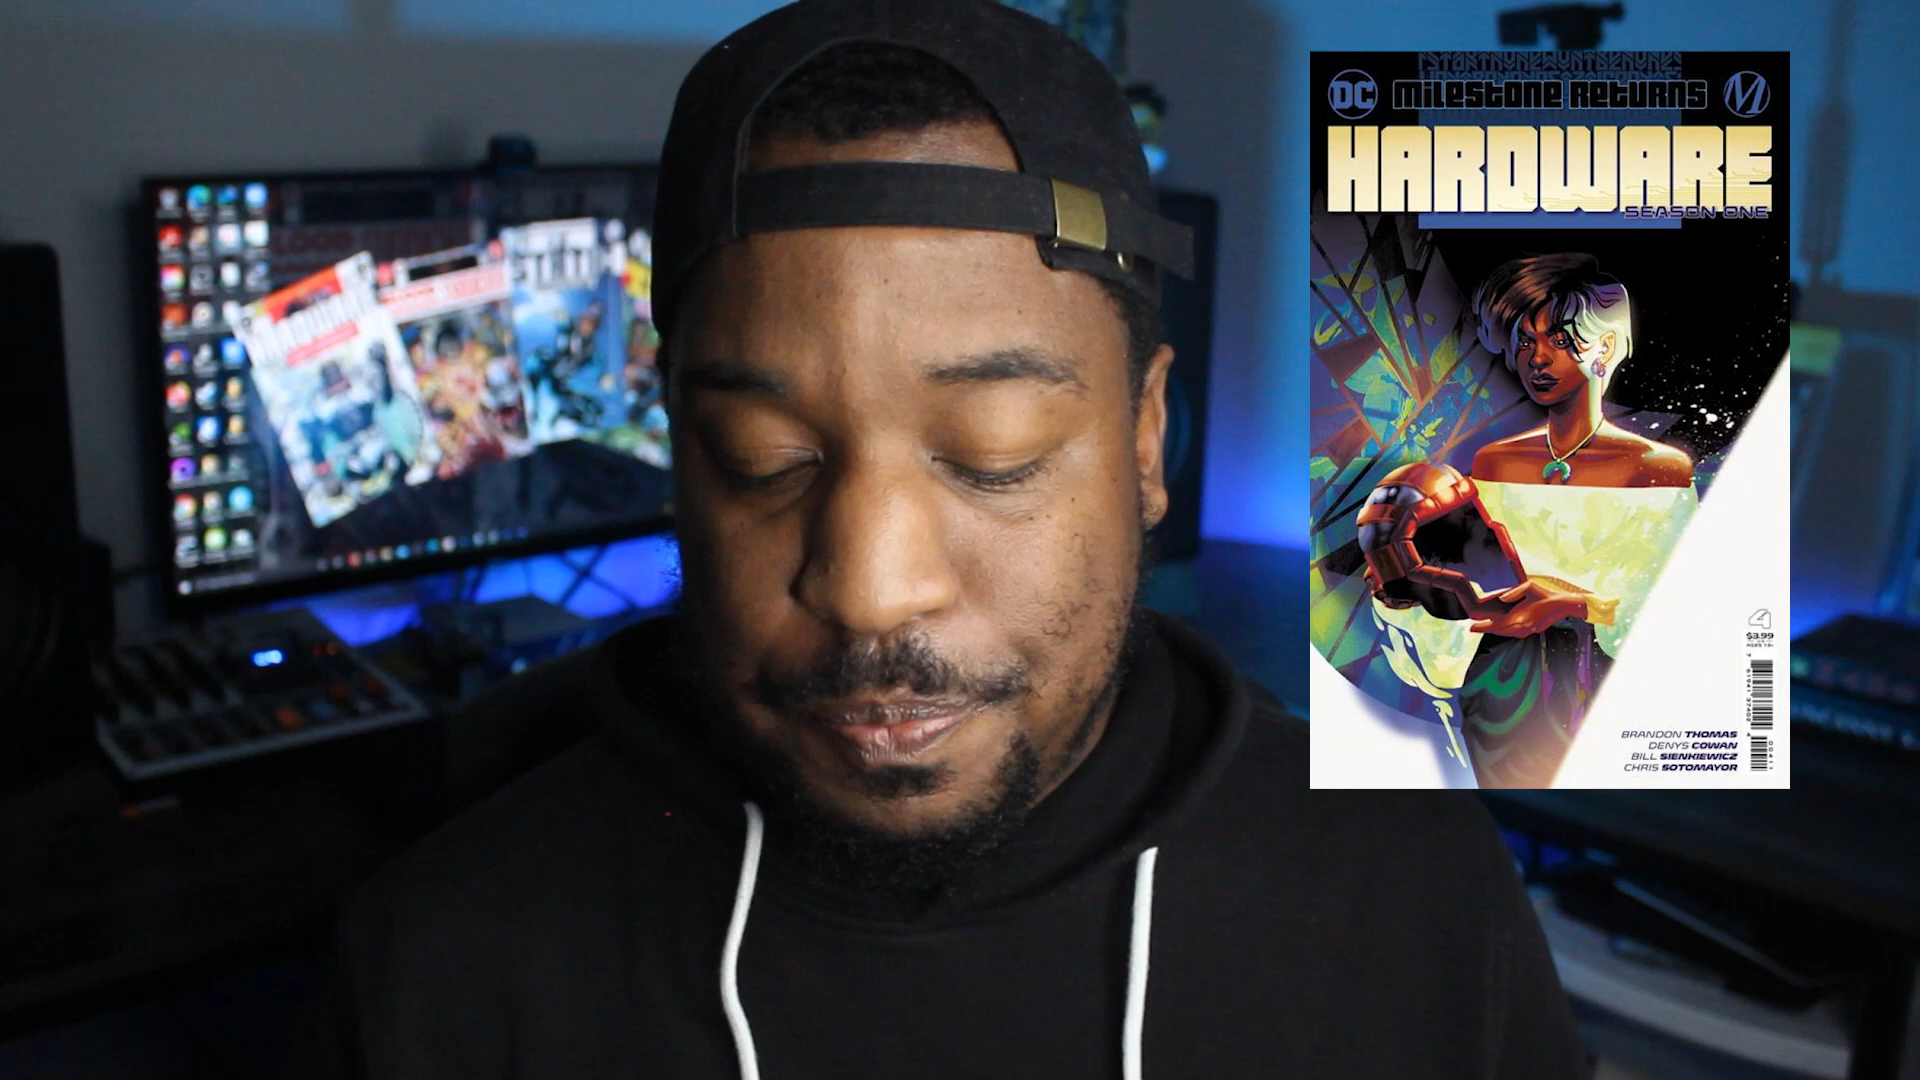 DC
milestone returns
M
HARDWARE
SEASON ONE
4
$3.99
BRANDON THOMAS
DENYS COWAN
BILL SIENKIEWICZ
CHRIS SOTOMAYOR